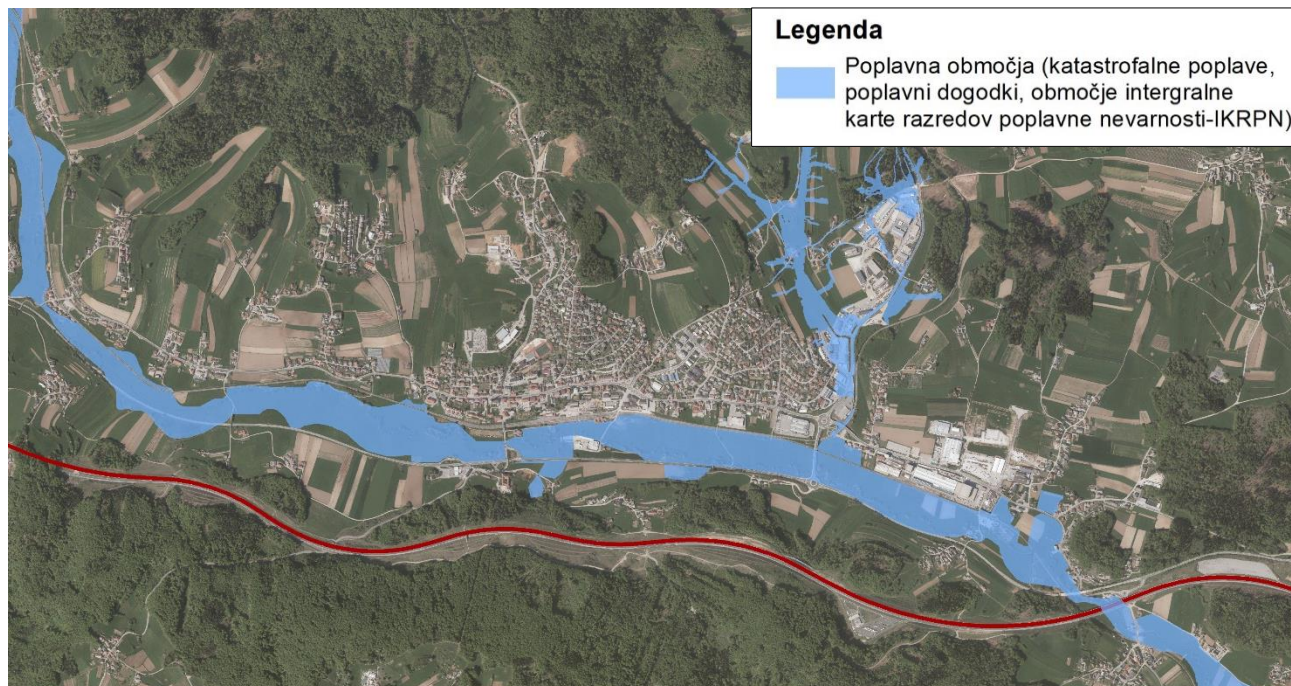 Legenda
Poplavna območja (katastrofalne poplave,
poplavni dogodki, območje intergralne
karte razredov poplavne nevarnosti-IKRPN)